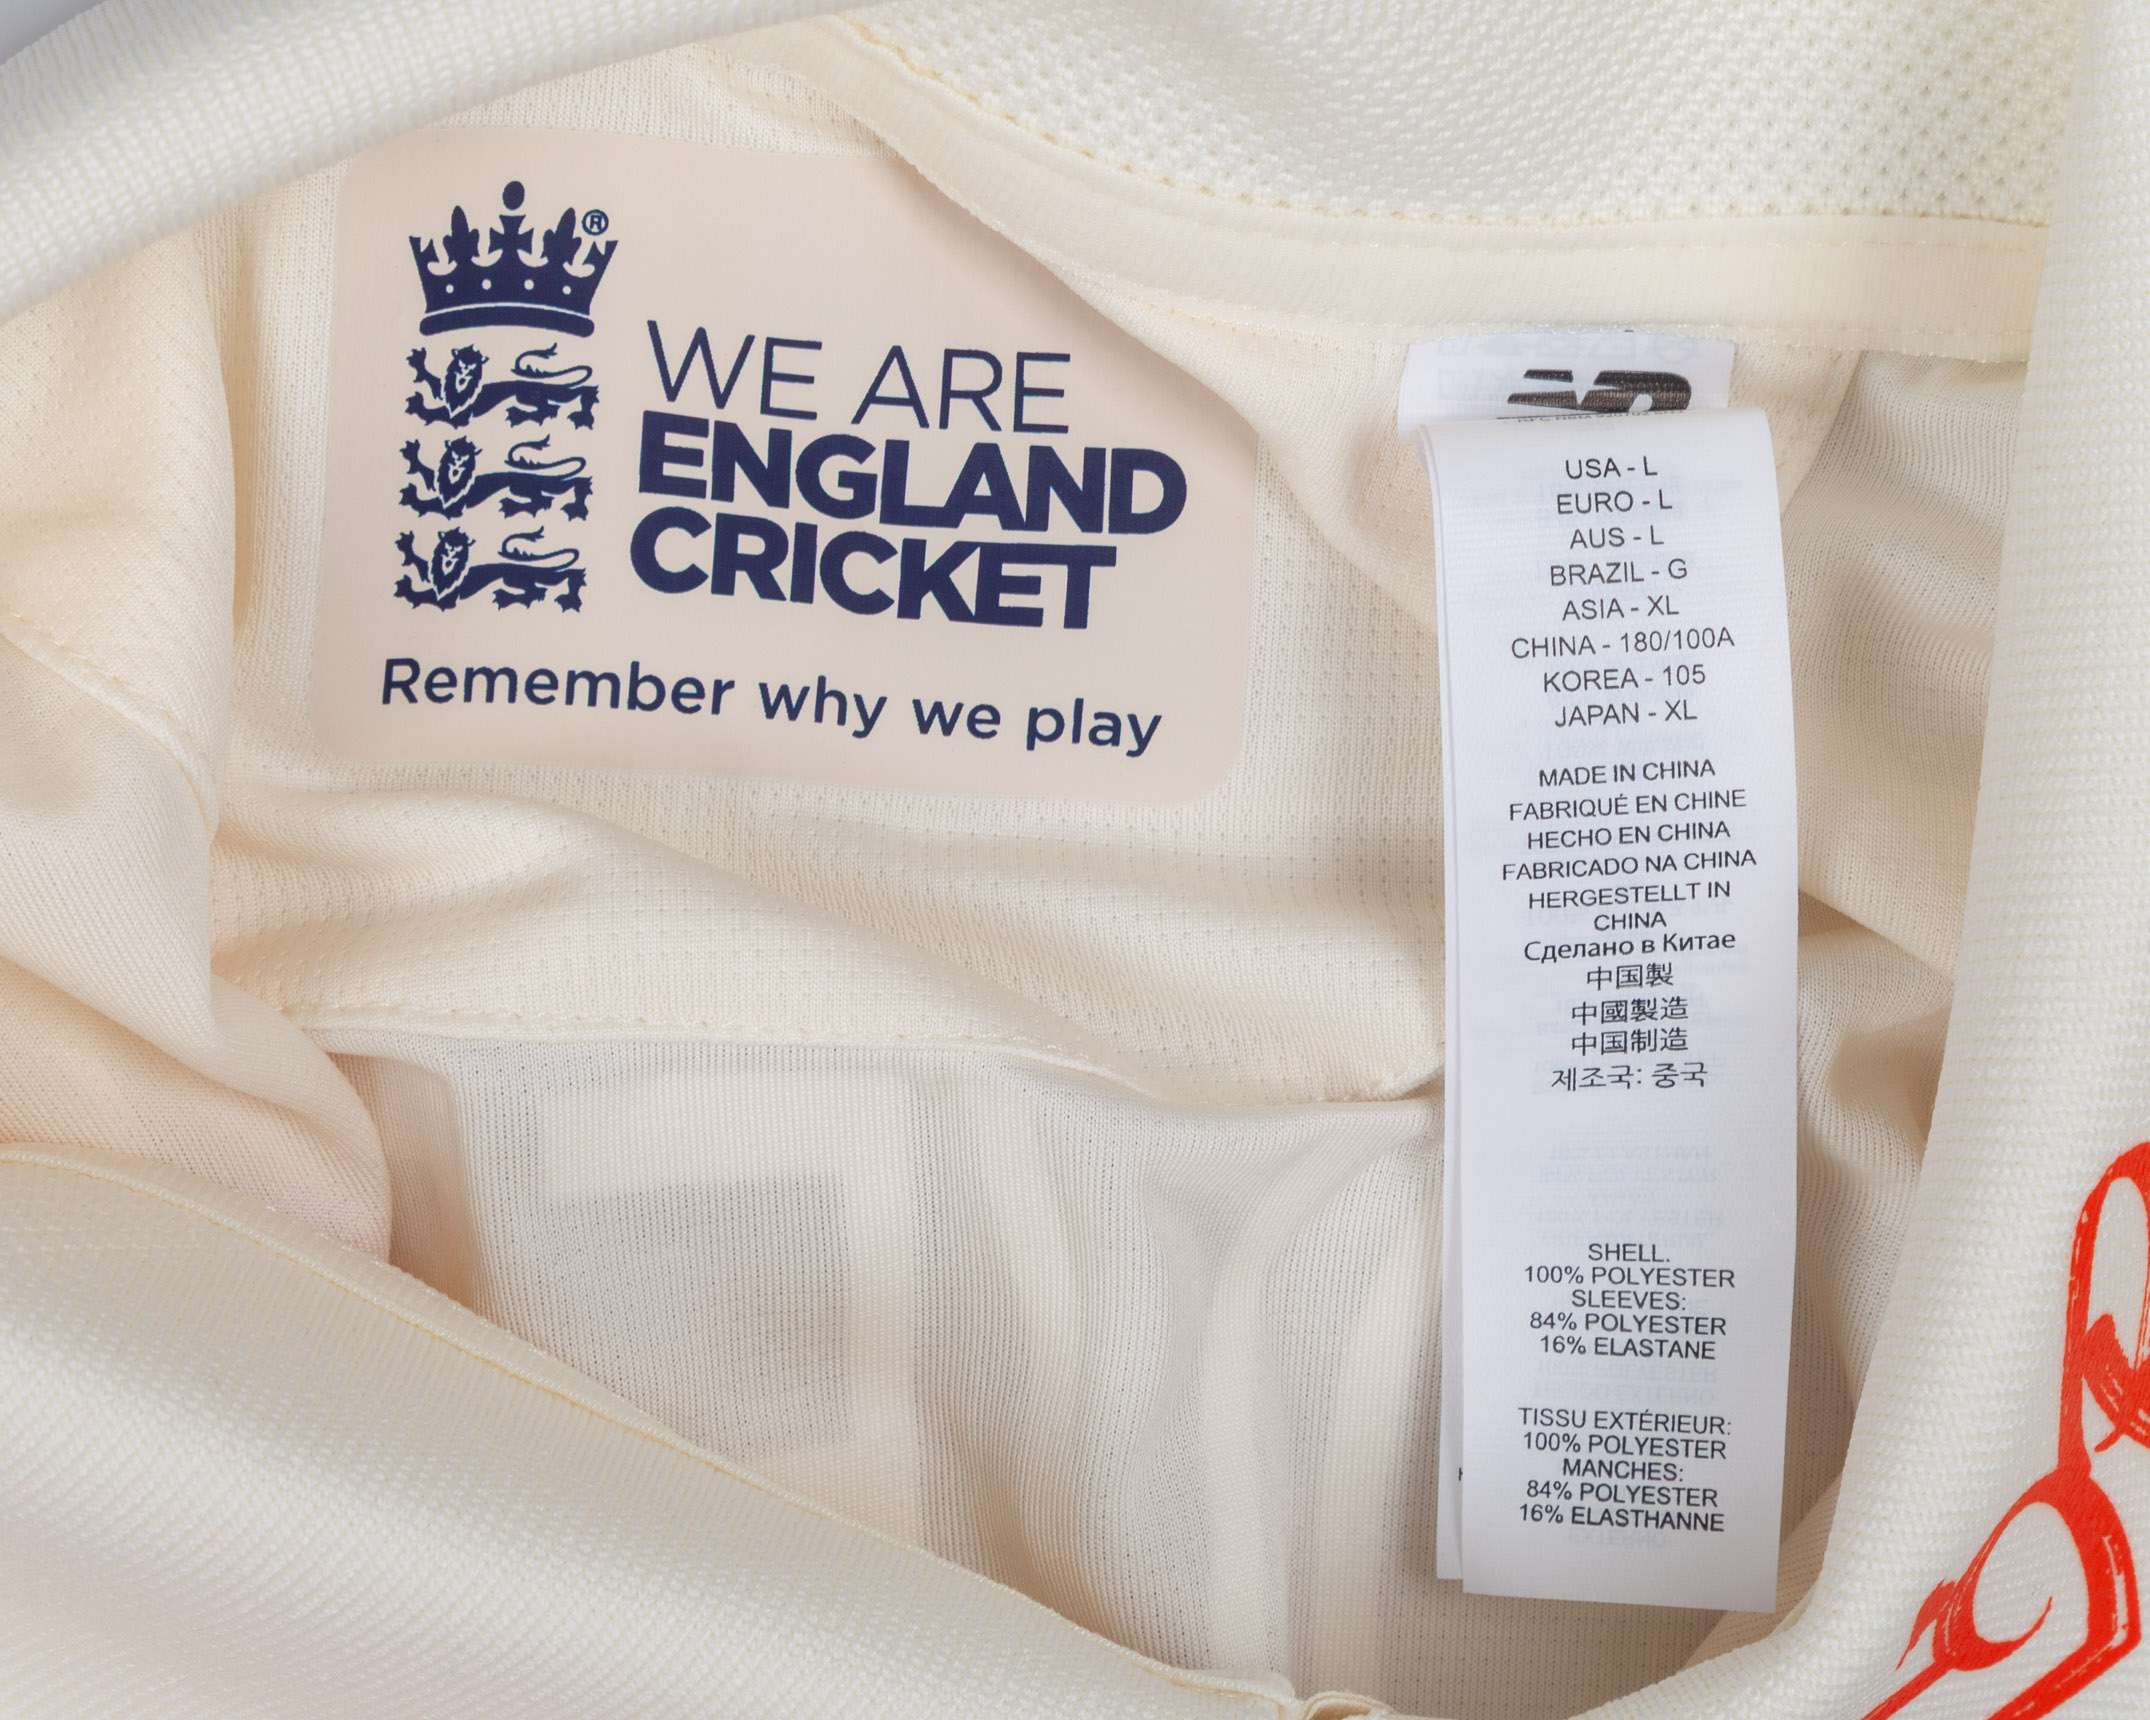 ®
WE ARE
ENGLAND
CRICKET
Remember why we play
USA - L
EURO - L
AUS - L
BRAZIL - G
ASIA - XL
CHINA - 180/100A
KOREA - 105
JAPAN - XL
MADE IN CHINA
FABRIQUÉ EN CHINE
HECHO EN CHINA
FABRICADO NA CHINA
HERGESTELLT IN
CHINA
Сделано в Китае
中国製
中國製造
中国制造
제조국: 중국
SHELL.
100% POLYESTER
SLEEVES:
84% POLYESTER
16% ELASTANE
TISSU EXTÉRIEUR:
100% POLYESTER
MANCHES:
84% POLYESTER
16% ELASTHANNE